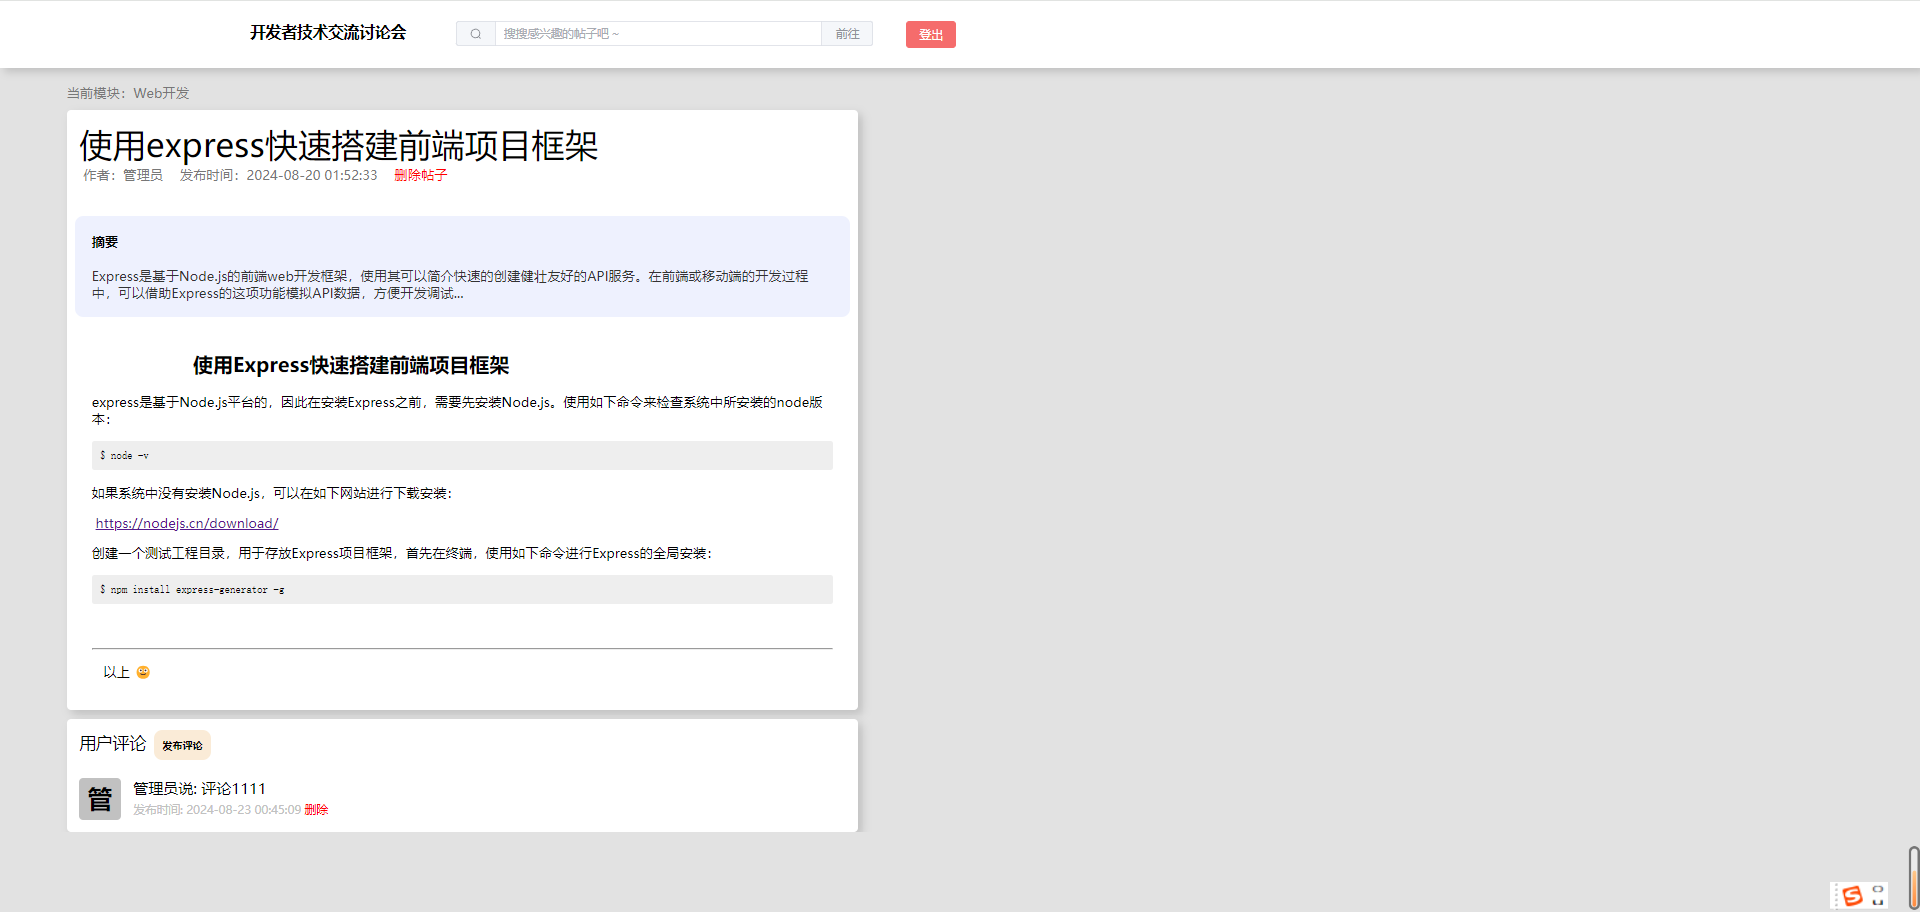 开发者技术交流讨论会
搜搜感兴趣的帖子吧 ~
前往
登出
当前模块：Web开发
使用express快速搭建前端项目框架
作者：管理员 发布时间：2024-08-20 01:52:33 删除帖子
摘要
Express是基于Node.js的前端web开发框架，使用其可以简介快速的创建健壮友好的API服务。在前端或移动端的开发过程
中，可以借助Express的这项功能模拟API数据，方便开发调试...
使用Express快速搭建前端项目框架
express是基于Node.js平台的，因此在安装Express之前，需要先安装Node.js。使用如下命令来检查系统中所安装的node版
本：
$ node -v
如果系统中没有安装Node.js，可以在如下网站进行下载安装：
https://nodejs.cn/download/
创建一个测试工程目录，用于存放Express项目框架，首先在终端，使用如下命令进行Express的全局安装：
$ npm install express-generator -g
以上 😀
用户评论 发布评论
管
管理员说: 评论1111
发布时间: 2024-08-23 00:45:09 删除
S